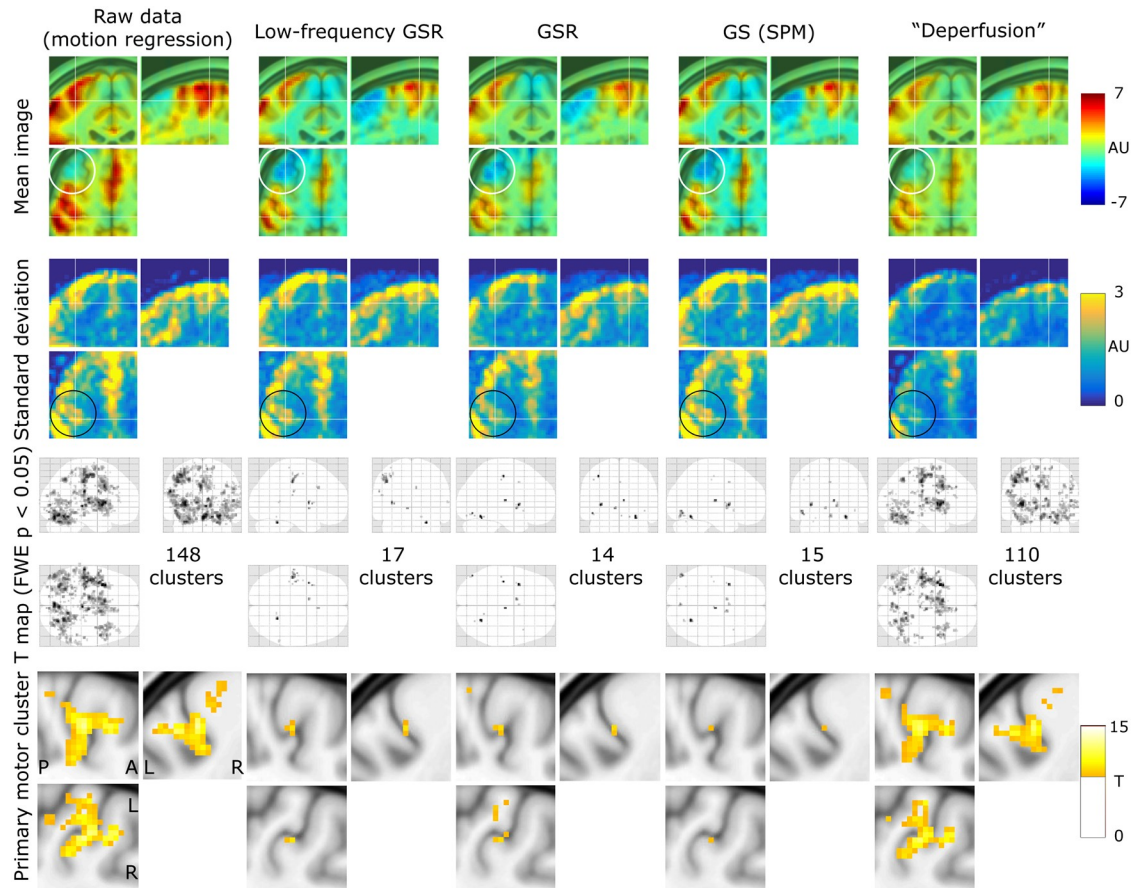 Raw data
(motion regression)
Low-frequency GSR
GSR
GS (SPM)
“Deperfusion”
Mean image
7
AU
-7
Standard deviation
3
AU
0
T map (FWE p < 0.05)
148
clusters
17
clusters
14
clusters
15
clusters
110
clusters
Primary motor cluster
P
A
L
R
L
R
15
T
0